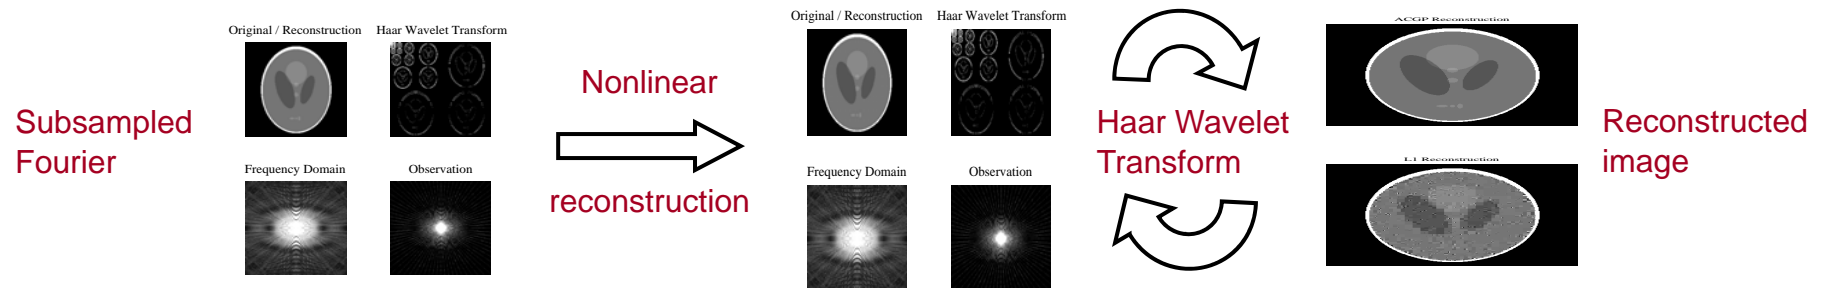 Subsampled
Fourier
Original / Reconstruction
Haar Wavelet Transform
Frequency Domain
Observation
Nonlinear
reconstruction
Original / Reconstruction
Haar Wavelet Transform
Frequency Domain
Observation
Haar Wavelet
Transform
ACGP Reconstruction
L1 Reconstruction
Reconstructed
image